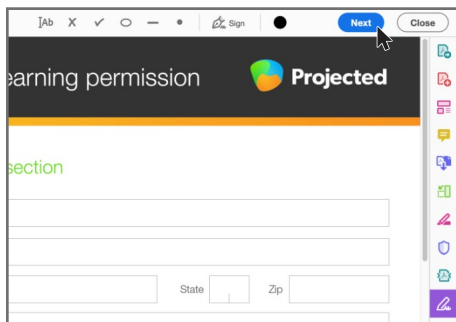 Ab Sign Next Close
earning permission Projected
section
State Zip